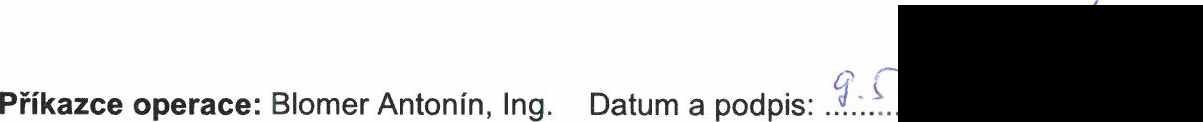 Příkazce operace: Blomer Antonín, Ing. Datum a podpis: 9.5